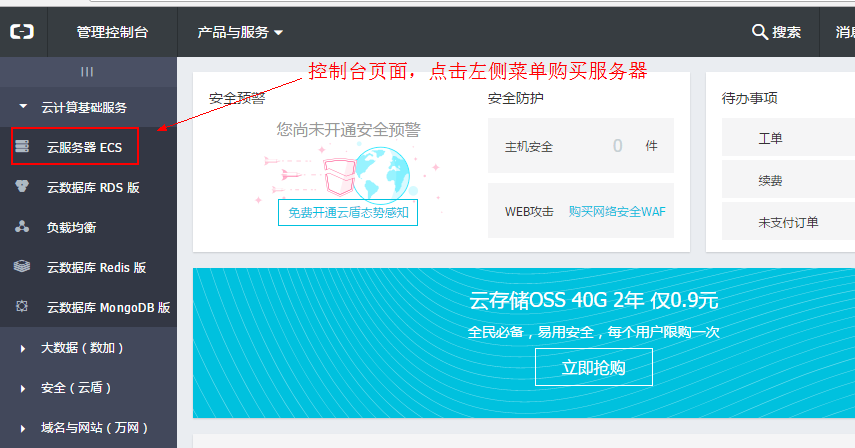 管理控制台
产品与服务
搜索
消息
控制台页面，点击左侧菜单购买服务器
云计算基础服务
云服务器 ECS
云数据库 RDS 版
负载均衡
云数据库 Redis 版
云数据库 MongoDB 版
大数据（数加）
安全（云盾）
域名与网站（万网）
安全预警
您尚未开通安全预警
免费开通云盾态势感知
安全防护
主机安全 0 件
WEB攻击 购买网络安全WAF
待办事项
工单
续费
未支付订单
云存储OSS 40G 2年 仅0.9元
全民必备，易用安全，每个用户限购一次
立即抢购